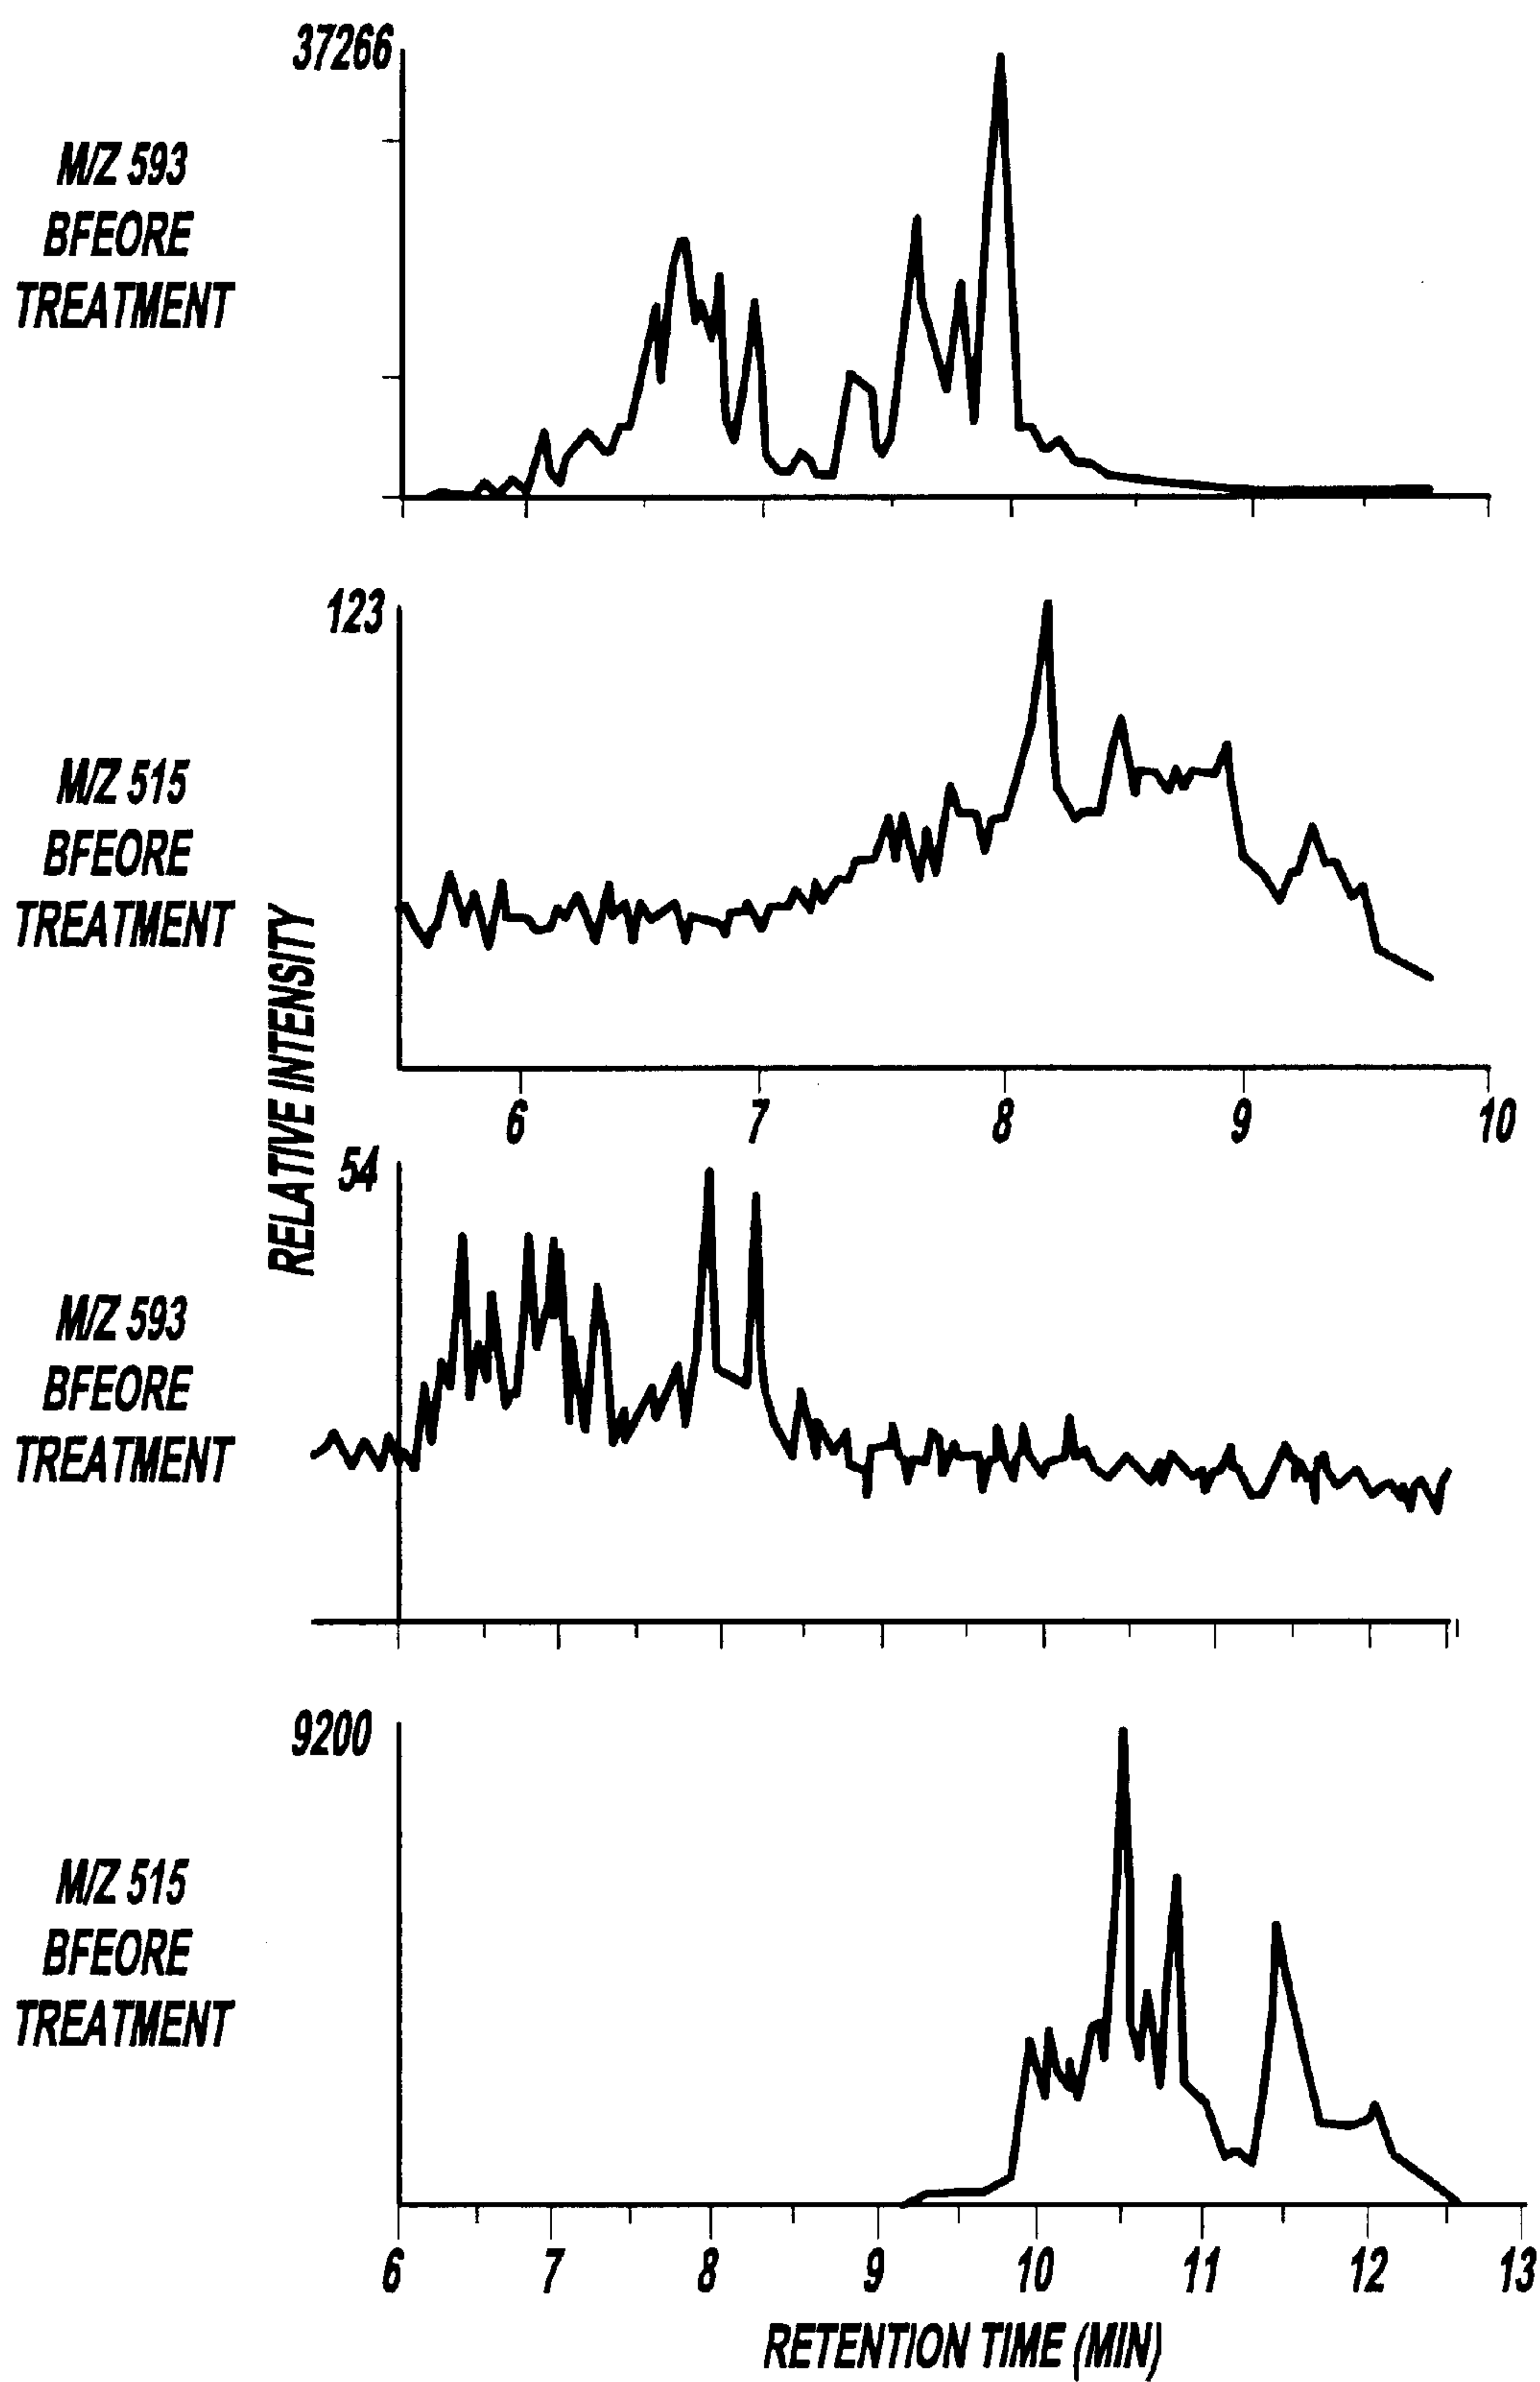 37266
M/Z 593
BFEORE
TREATMENT
123
M/Z 515
BFEORE
TREATMENT
6 7 8 9 10
RELATIVE INTENSITY
54
M/Z 593
BFEORE
TREATMENT
9200
M/Z 515
BFEORE
TREATMENT
6 7 8 9 10 11 12 13
RETENTION TIME (MIN)